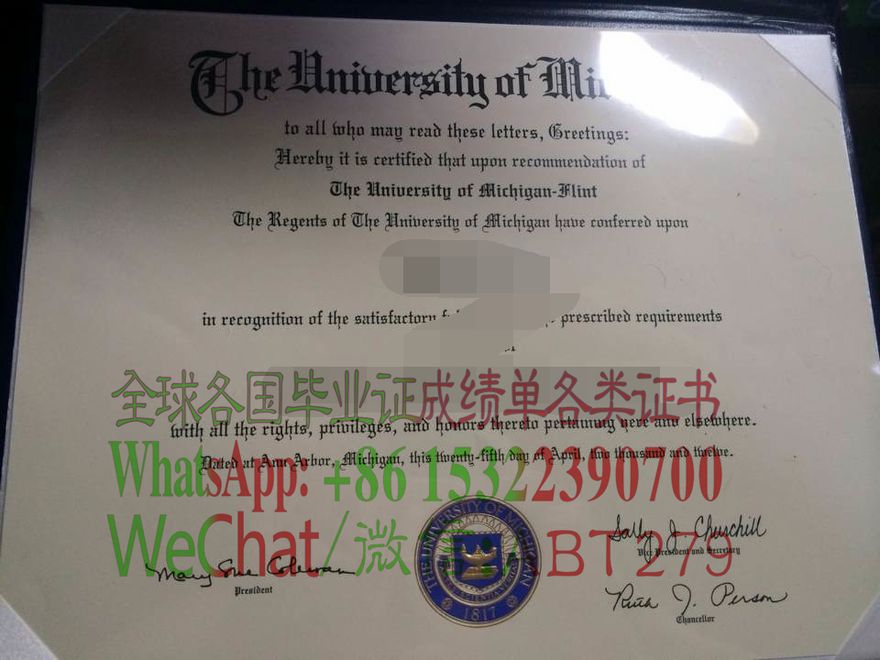 The University of Mi
to all who may read these letters, Greetings:
Hereby it is certified that upon recommendation of
The University of Michigan-Flint
The Regents of The University of Michigan have conferred upon
in recognition of the satisfactory prescribed requirements
全球各国毕业证成绩单各类证书
with all the rights, privileges, and honors thereto pertaining here and elsewhere.
WhatsApp: +86 15322390700
Dated at Ann Arbor, Michigan, this twenty-fifth day of April, two thousand and twelve.
WeChat/微 BT279
Mary Sue Coleman
President
THE UNIVERSITY OF MICHIGAN
1817
Sally J. Churchill
Vice President and Secretary
Ruth J. Person
Chancellor